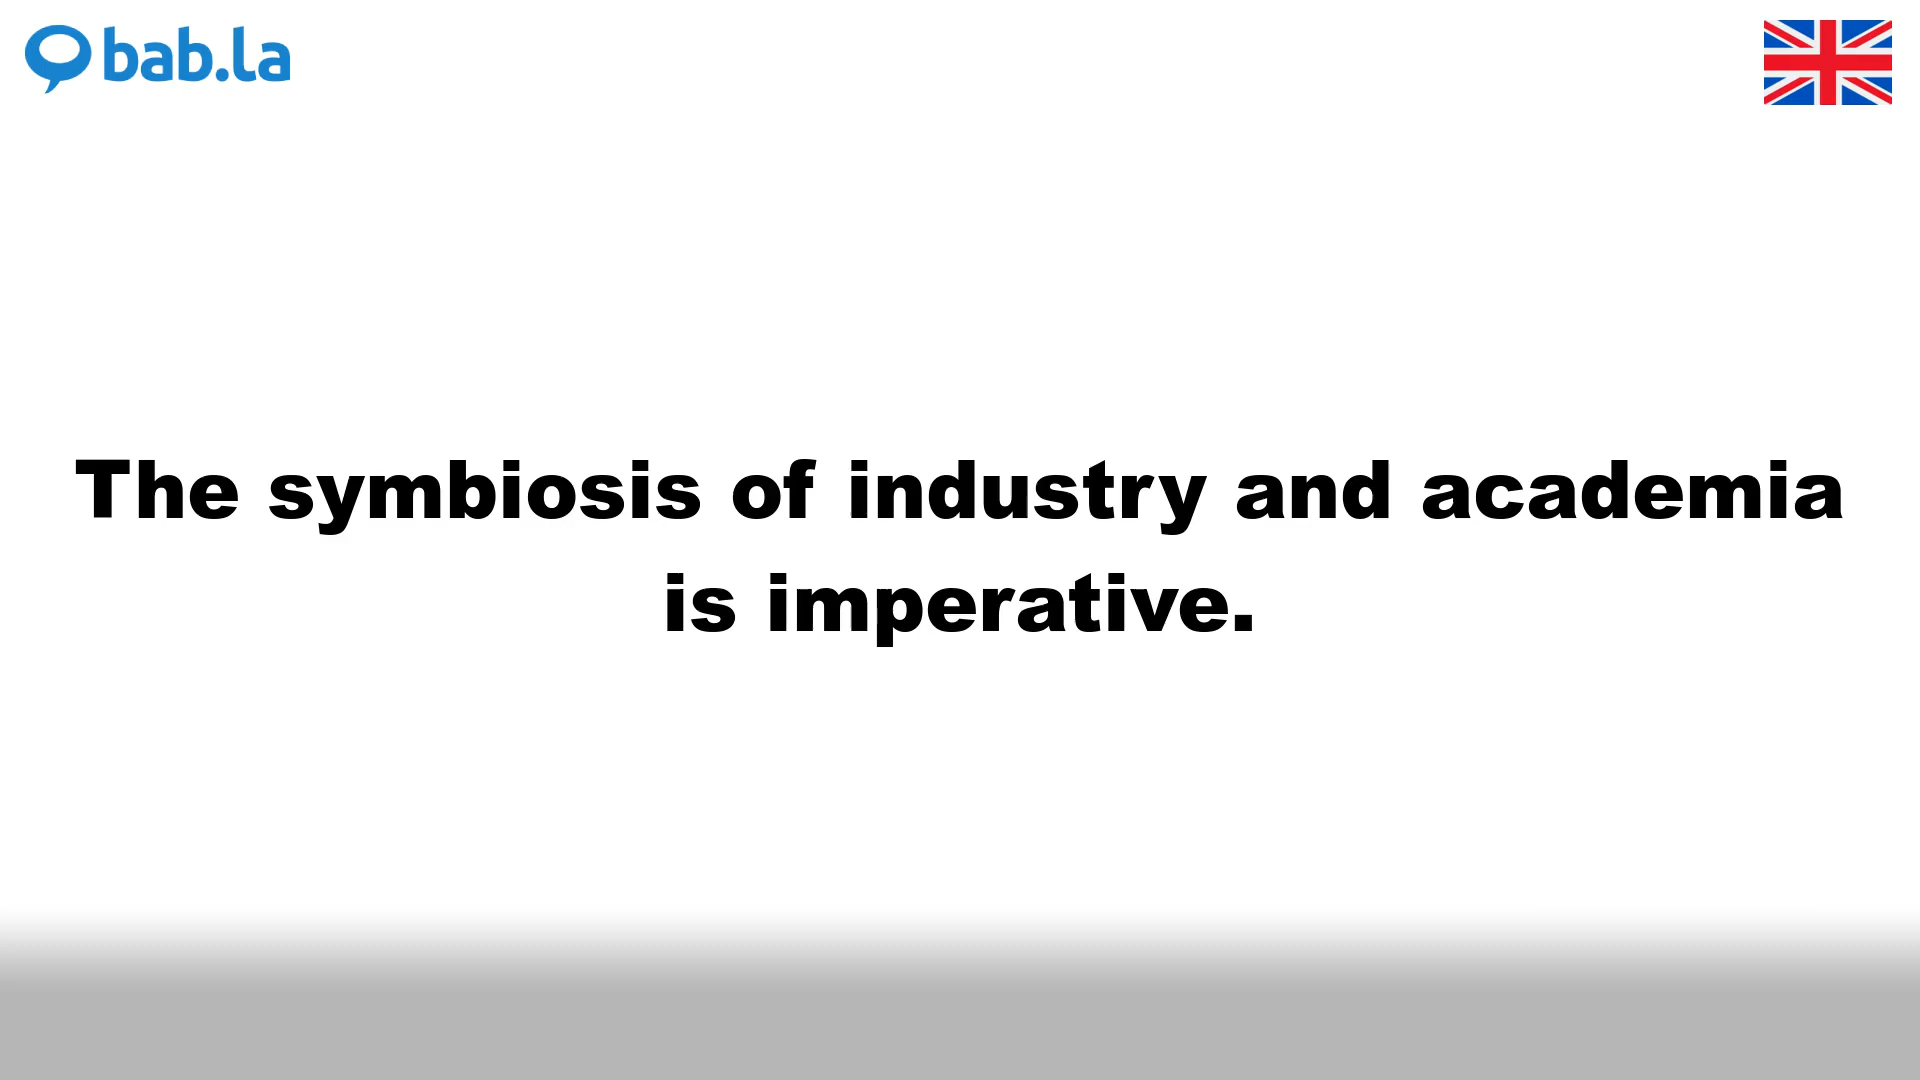 bab.la
The symbiosis of industry and academia
is imperative.